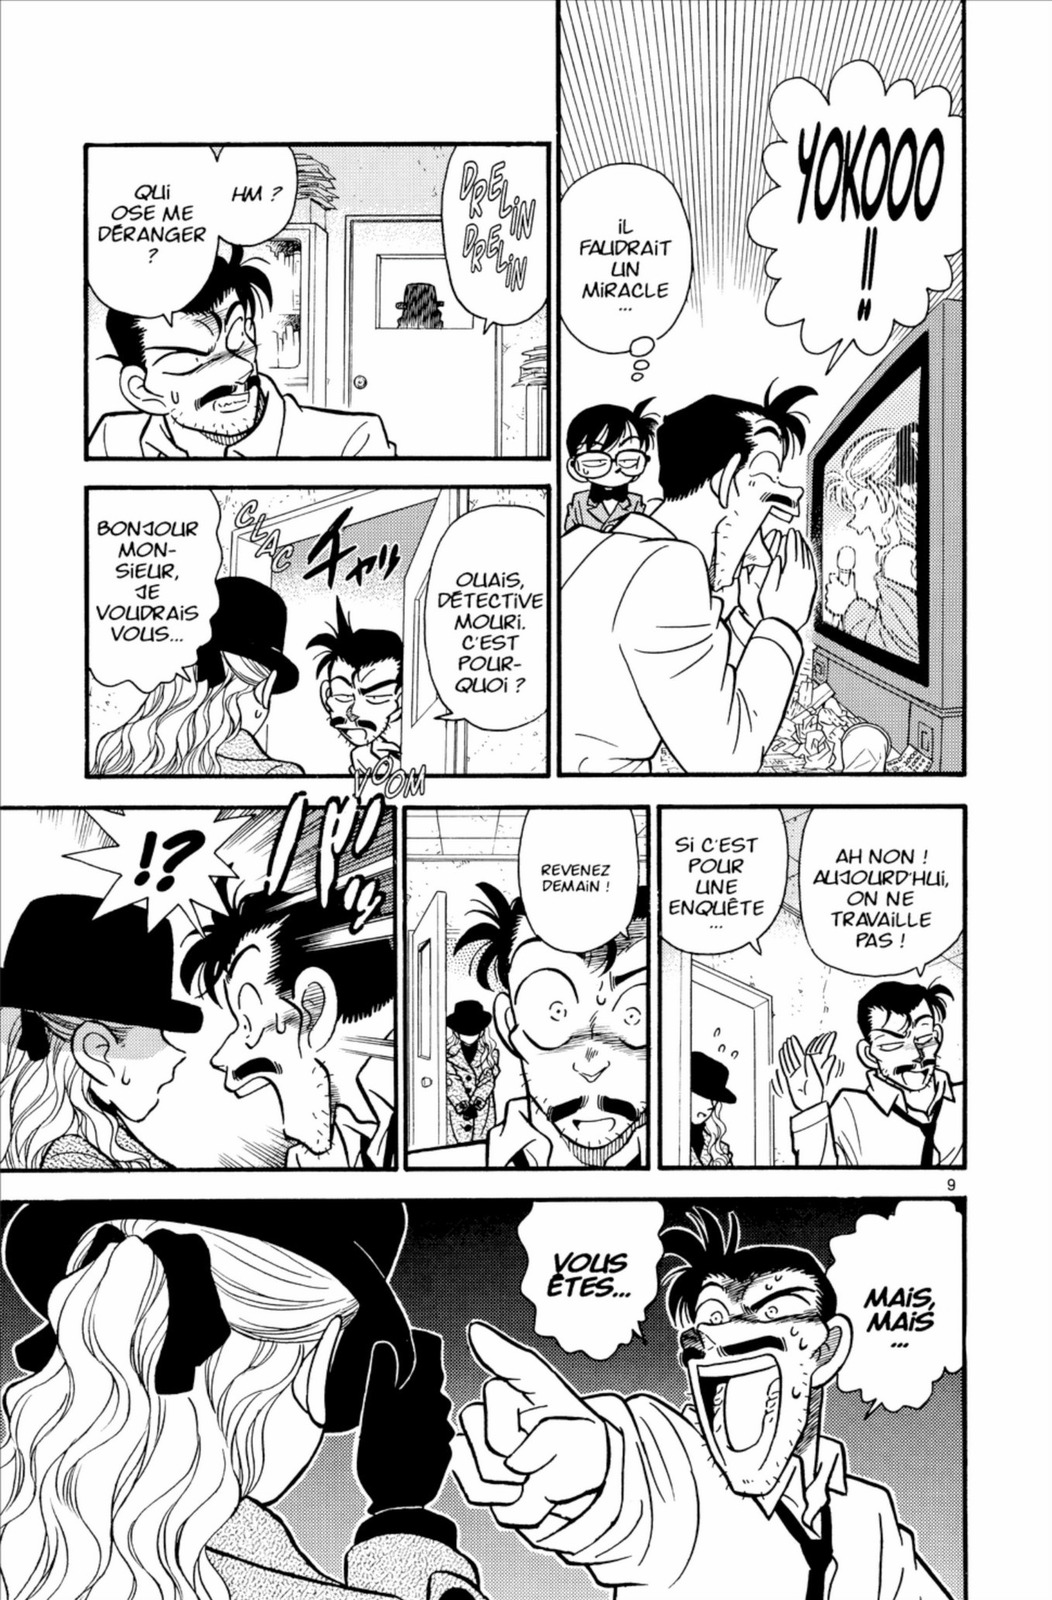 YOKOOO
!!
IL
FAUDRAIT
UN
MIRACLE
...
DRELIN
DRELIN
HM ?
QUI
OSE ME
DÉRANGER
?
OUAIS,
DÉTECTIVE
MOURI.
C'EST
POUR-
QUOI ?
チャッ
CLAC
BONJOUR
MON-
SIEUR,
JE
VOUDRAIS
VOUS...
AH NON !
AUJOURD'HUI,
ON NE
TRAVAILLE
PAS !
SI C'EST
POUR
UNE
ENQUÊTE
...
REVENEZ
DEMAIN !
VOOM
!?
9
MAIS,
MAIS
...
VOUS
ÊTES...